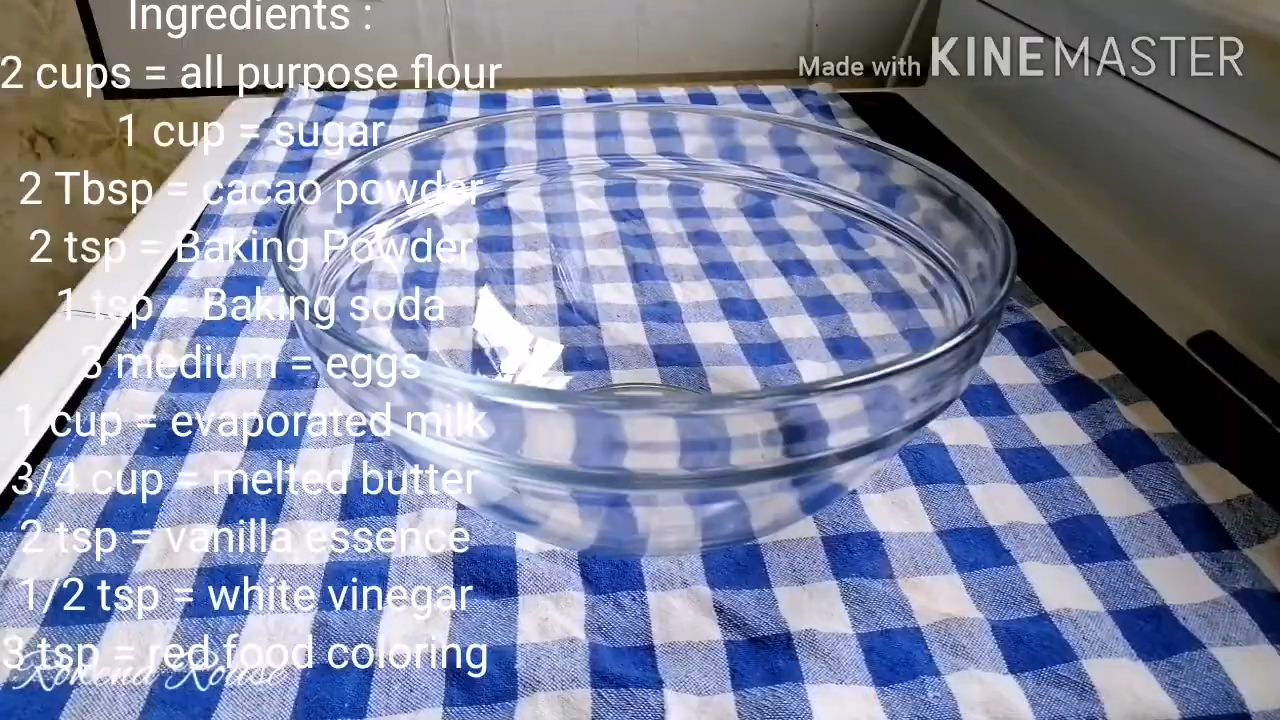 Ingredients :
2 cups = all purpose flour
1 cup = sugar
2 Tbsp = cacao powder
2 tsp = Baking Powder
1 tsp = Baking soda
3 medium = eggs
1 cup = evaporated milk
3/4 cup = melted butter
2 tsp = vanilla essence
1/2 tsp = white vinegar
3 tsp = red food coloring
Made with KINEMASTER